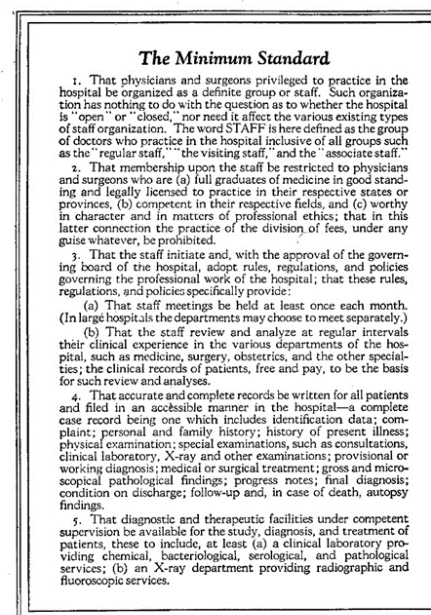 The Minimum Standard
1. That physicians and surgeons privileged to practice in the
hospital be organized as a definite group or staff. Such organiza-
tion has nothing to do with the question as to whether the hospital
is "open" or "closed," nor need it affect the various existing types
of staff organization. The word STAFF is here defined as the group
of doctors who practice in the hospital inclusive of all groups such
as the "regular staff," "the visiting staff," and the "associate staff."
2. That membership upon the staff be restricted to physicians
and surgeons who are (a) full graduates of medicine in good stand-
ing and legally licensed to practice in their respective states or
provinces, (b) competent in their respective fields, and (c) worthy
in character and in matters of professional ethics; that in this
latter connection the practice of the division of fees, under any
guise whatever, be prohibited.
3. That the staff initiate and, with the approval of the govern-
ing board of the hospital, adopt rules, regulations, and policies
governing the professional work of the hospital; that these rules,
regulations, and policies specifically provide:
(a) That staff meetings be held at least once each month.
(In large hospitals the departments may choose to meet separately.)
(b) That the staff review and analyze at regular intervals
their clinical experience in the various departments of the hos-
pital, such as medicine, surgery, obstetrics, and the other special-
ties; the clinical records of patients, free and pay, to be the basis
for such review and analyses.
4. That accurate and complete records be written for all patients
and filed in an accessible manner in the hospital—a complete
case record being one which includes identification data; com-
plaint; personal and family history; history of present illness;
physical examination; special examinations, such as consultations,
clinical laboratory, X-ray and other examinations; provisional or
working diagnosis; medical or surgical treatment; gross and micro-
scopical pathological findings; progress notes; final diagnosis;
condition on discharge; follow-up and, in case of death, autopsy
findings.
5. That diagnostic and therapeutic facilities under competent
supervision be available for the study, diagnosis, and treatment of
patients, these to include, at least (a) a clinical laboratory pro-
viding chemical, bacteriological, serological, and pathological
services; (b) an X-ray department providing radiographic and
fluoroscopic services.